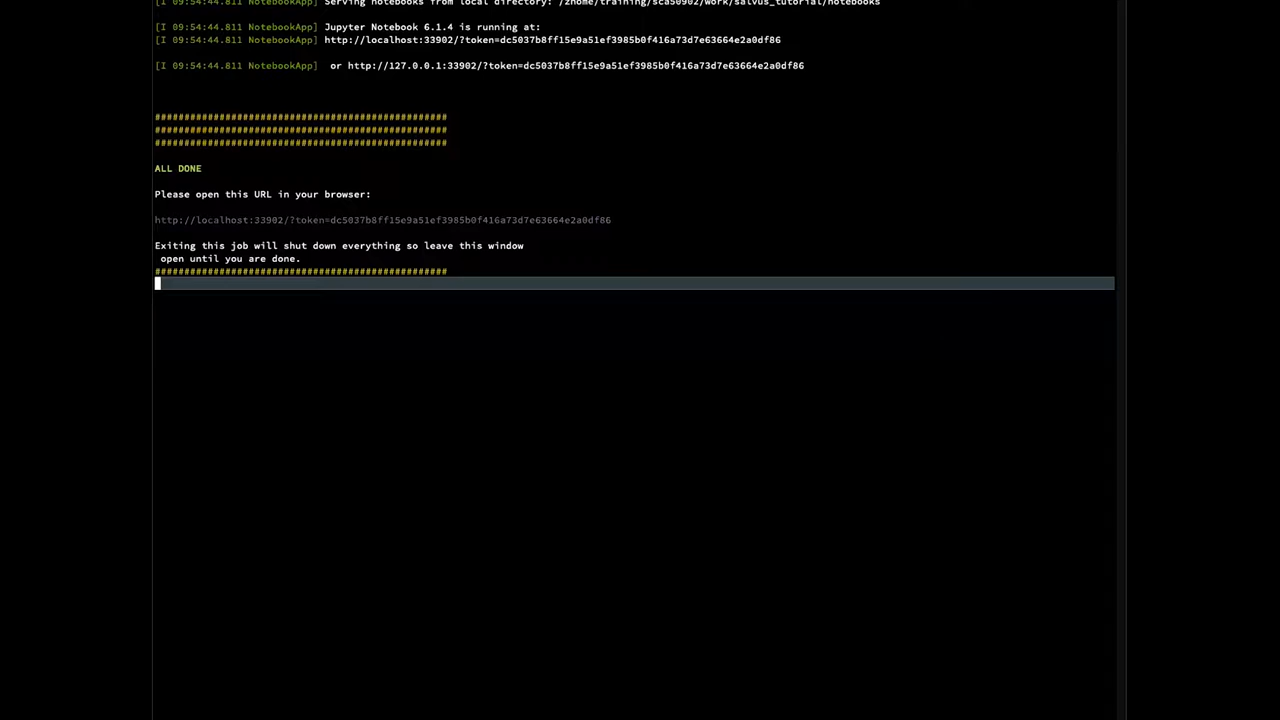 [I 09:54:44.811 NotebookApp] Serving notebooks from local directory: /zhome/training/sca50902/work/salvus_tutorial/notebooks
[I 09:54:44.811 NotebookApp] Jupyter Notebook 6.1.4 is running at:
[I 09:54:44.811 NotebookApp] http://localhost:33902/?token=dc5037b8ff15e9a51ef3985b0f416a73d7e63664e2a0df86
[I 09:54:44.811 NotebookApp]  or http://127.0.0.1:33902/?token=dc5037b8ff15e9a51ef3985b0f416a73d7e63664e2a0df86
##################################################
##################################################
##################################################
ALL DONE
Please open this URL in your browser:
http://localhost:33902/?token=dc5037b8ff15e9a51ef3985b0f416a73d7e63664e2a0df86
Exiting this job will shut down everything so leave this window
 open until you are done.
##################################################